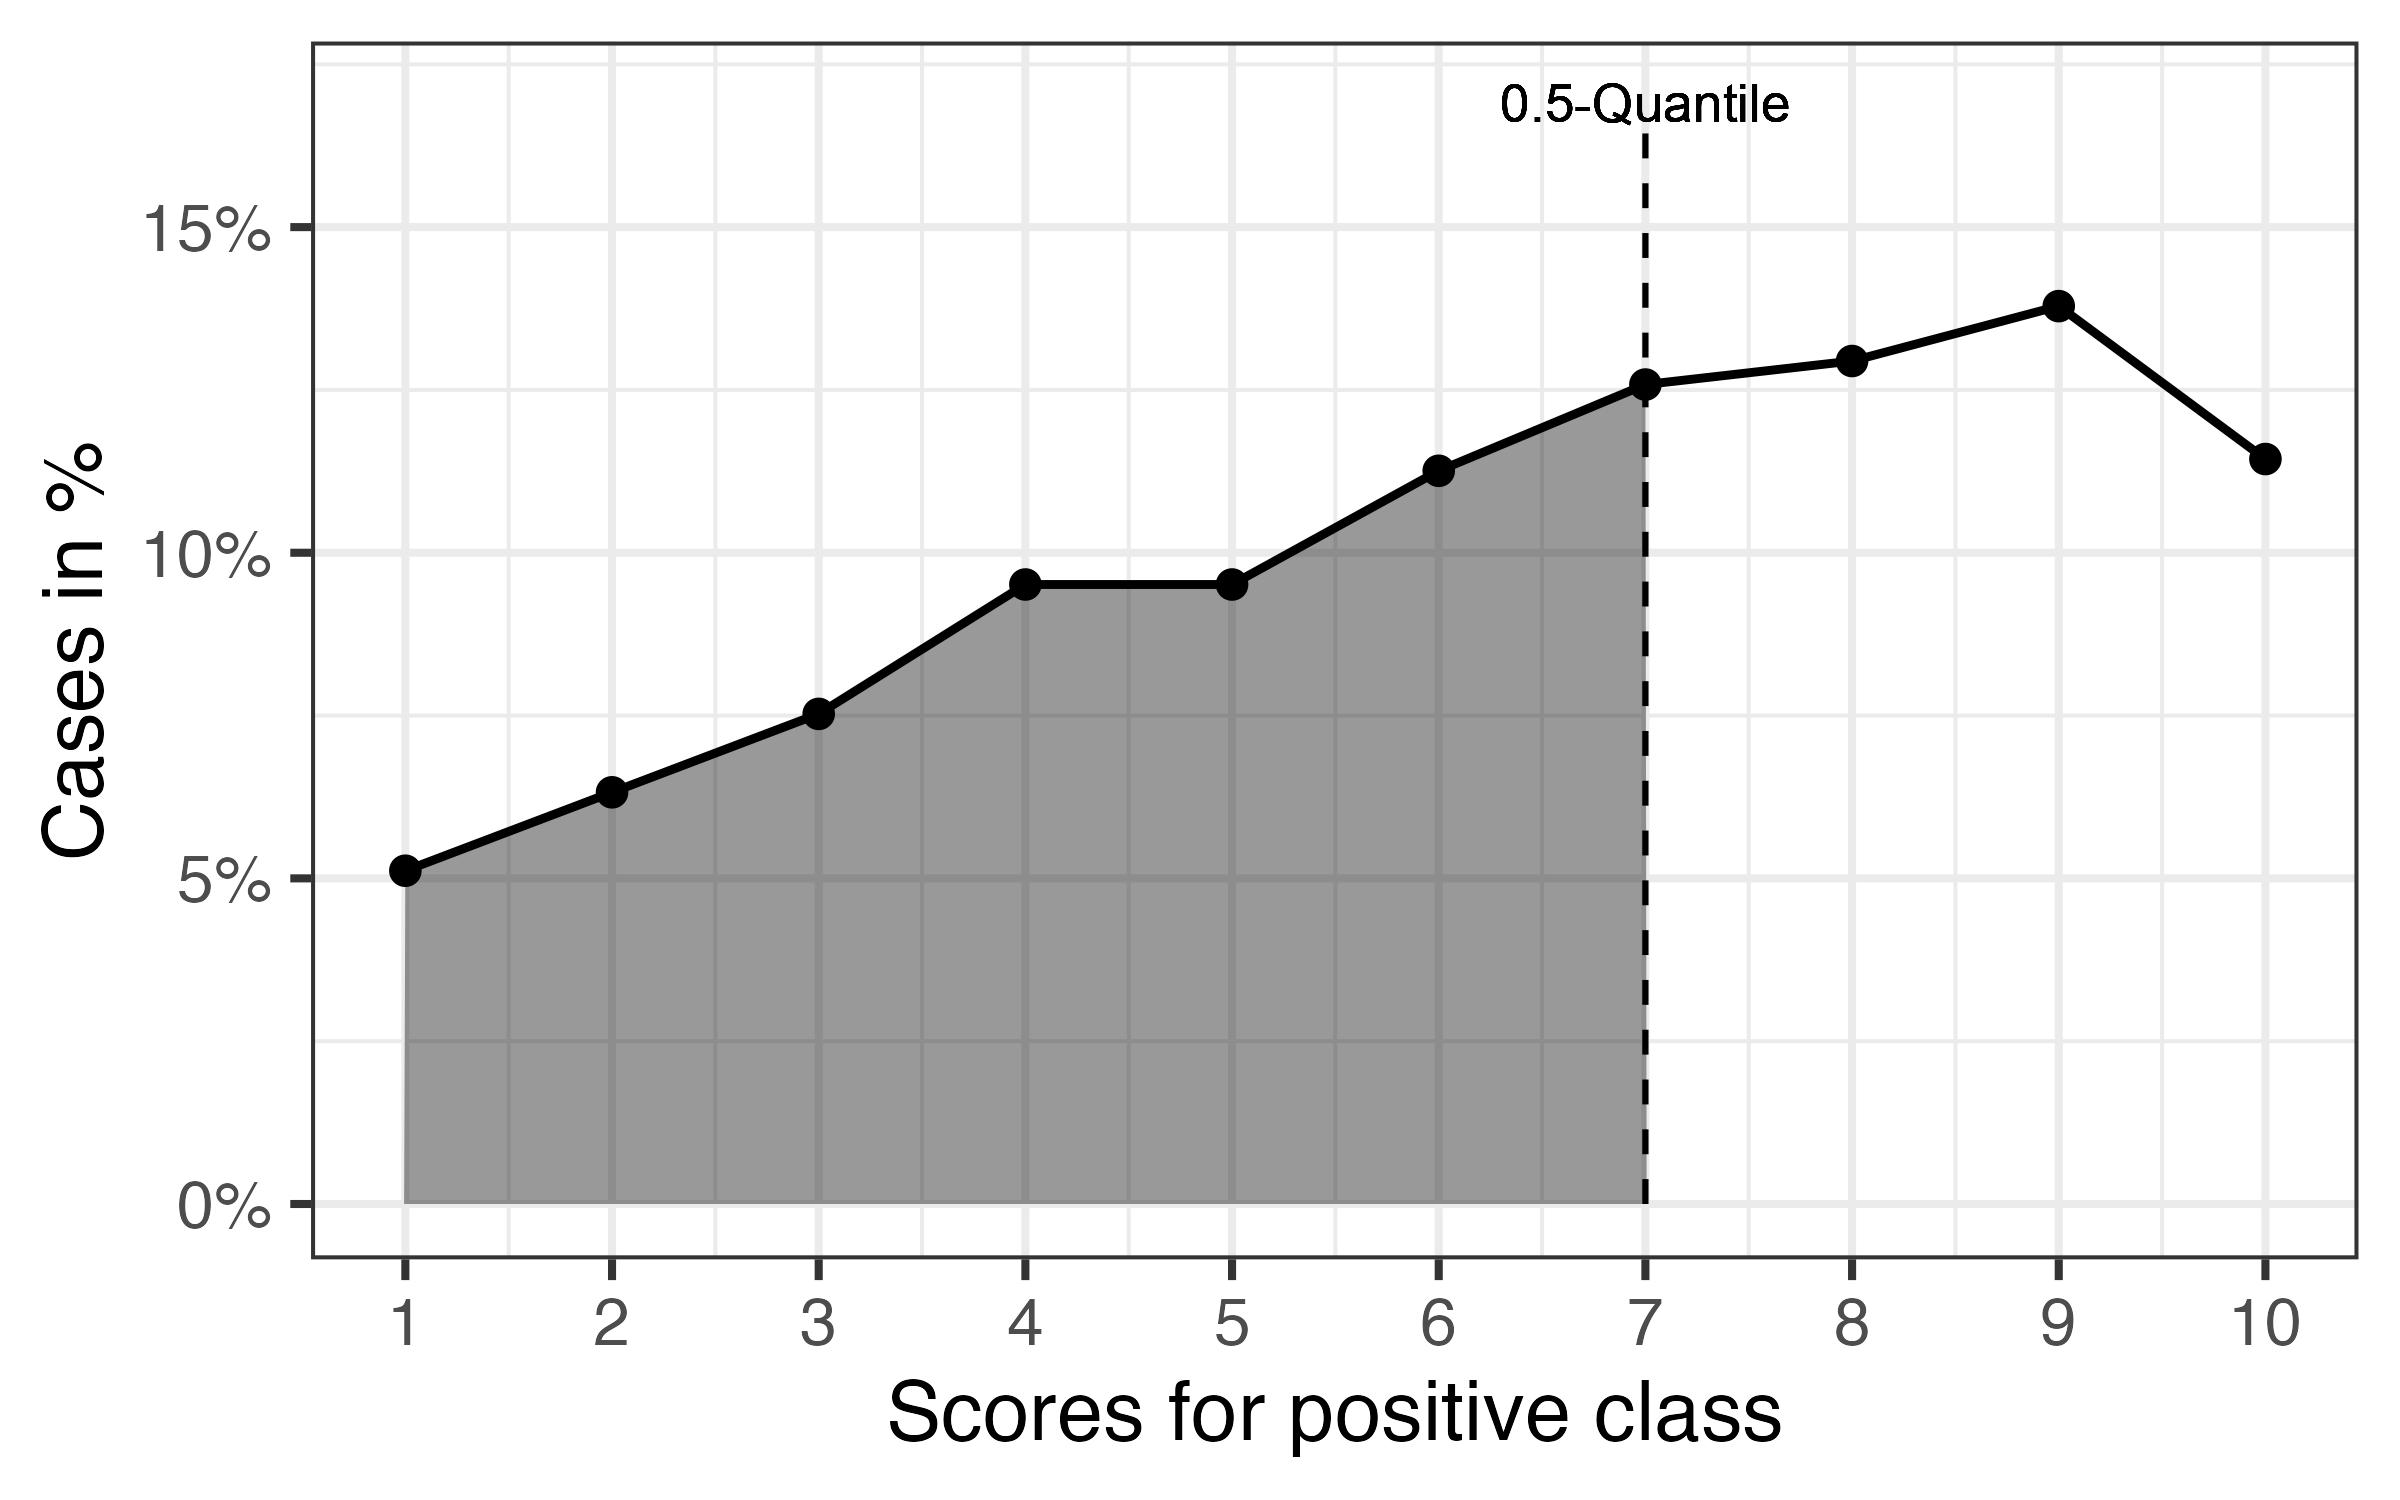 0.5-Quantile
15%
10%
5%
0%
Cases in %
1 2 3 4 5 6 7 8 9 10
Scores for positive class